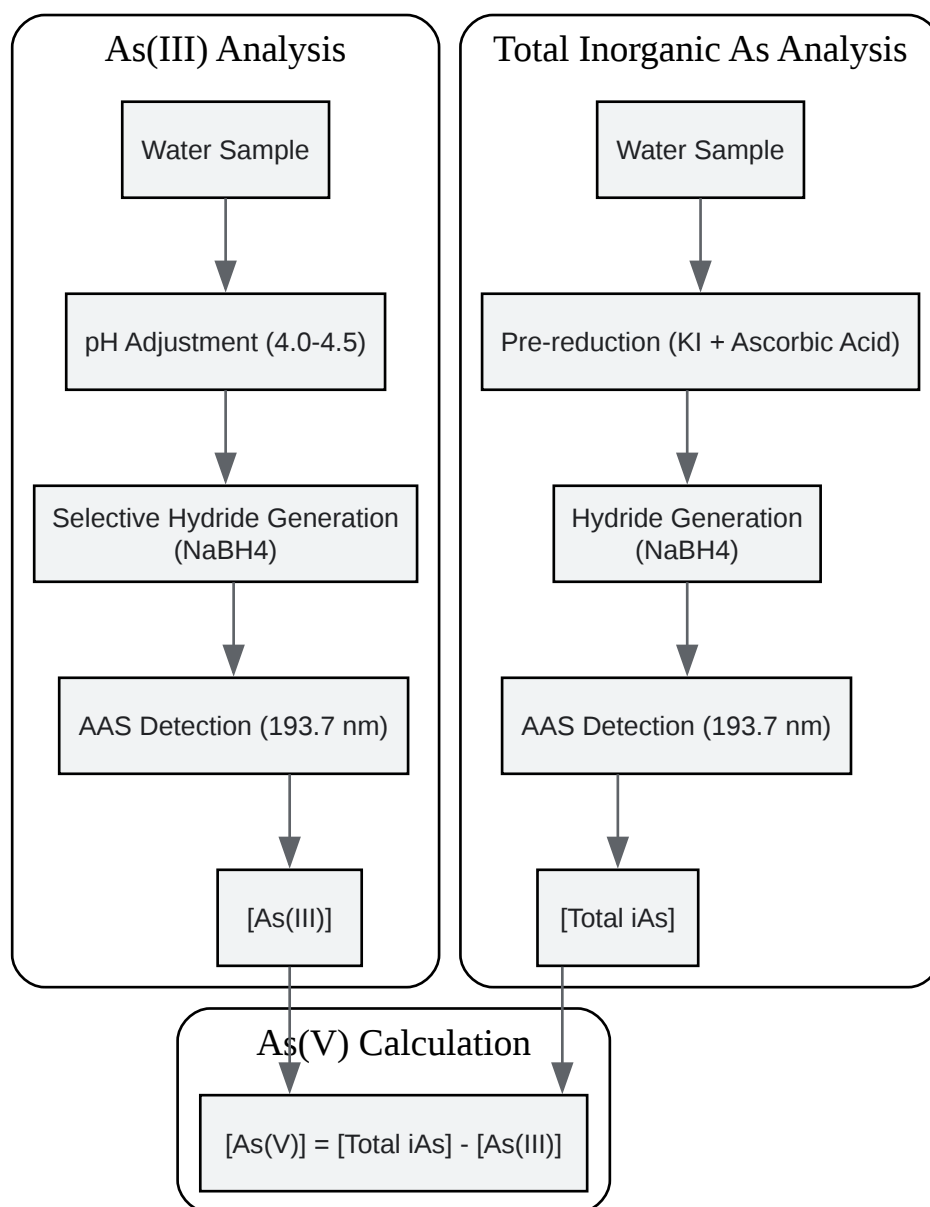 As(III) Analysis
Water Sample
pH Adjustment (4.0-4.5)
Selective Hydride Generation
(NaBH4)
AAS Detection (193.7 nm)
[As(III)]
Total Inorganic As Analysis
Water Sample
Pre-reduction (KI + Ascorbic Acid)
Hydride Generation
(NaBH4)
AAS Detection (193.7 nm)
[Total iAs]
As(V) Calculation
[As(V)] = [Total iAs] - [As(III)]